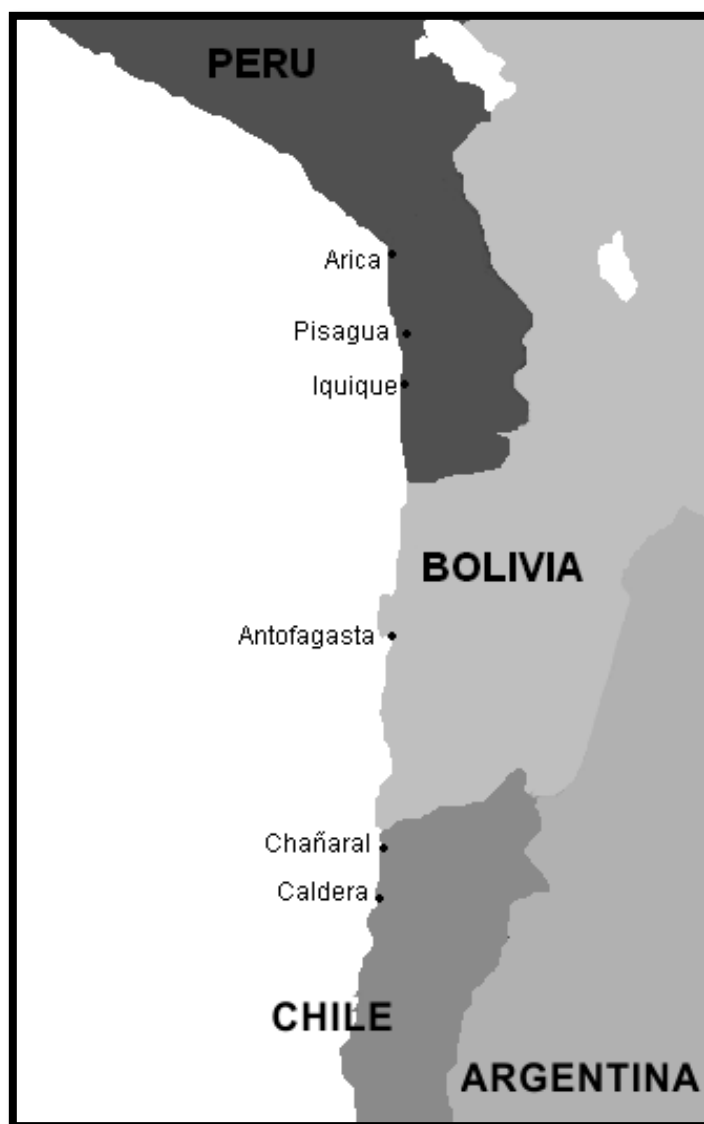 PERU
Arica
Pisagua
Iquique
BOLIVIA
Antofagasta
Chañaral
Caldera
CHILE
ARGENTINA